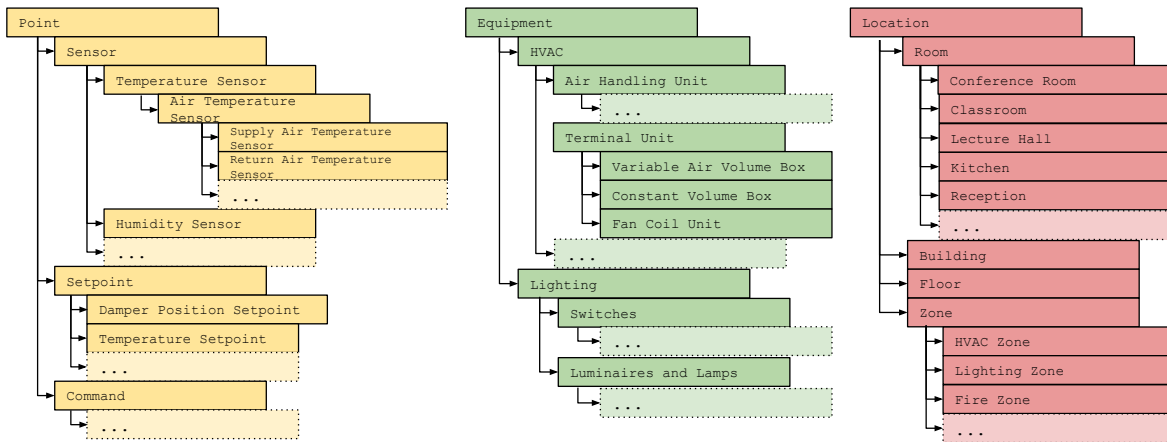 Point
Sensor
Temperature Sensor
Air Temperature
Sensor
Supply Air Temperature
Sensor
Return Air Temperature
Sensor
...
Humidity Sensor
...
Setpoint
Damper Position Setpoint
Temperature Setpoint
...
Command
...
Equipment
HVAC
Air Handling Unit
...
Terminal Unit
Variable Air Volume Box
Constant Volume Box
Fan Coil Unit
...
Lighting
Switches
...
Luminaires and Lamps
...
Location
Room
Conference Room
Classroom
Lecture Hall
Kitchen
Reception
...
Building
Floor
Zone
HVAC Zone
Lighting Zone
Fire Zone
...